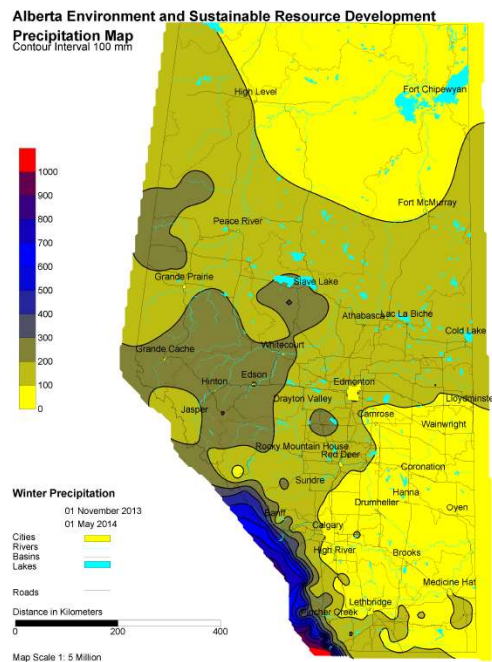 Alberta Environment and Sustainable Resource Development
Precipitation Map
Contour Interval 100 mm
High Level
Fort Chipewyan
Fort McMurray
Peace River
Grande Prairie
Slave Lake
Athabasca
Lac La Biche
Cold Lake
Grande Cache
Whitecourt
Edson
Hinton
Edmonton
Lloydminster
Jasper
Drayton Valley
Camrose
Wainwright
Rocky Mountain House
Red Deer
Coronation
Sundre
Hanna
Drumheller
Oyen
Banff
Calgary
High River
Brooks
Medicine Hat
Lethbridge
Pincher Creek
1000
900
800
700
600
500
400
300
200
100
0
Winter Precipitation
01 November 2013
01 May 2014
Cities
Rivers
Basins
Lakes
Roads
Distance in Kilometers
0 200 400
Map Scale 1: 5 Million